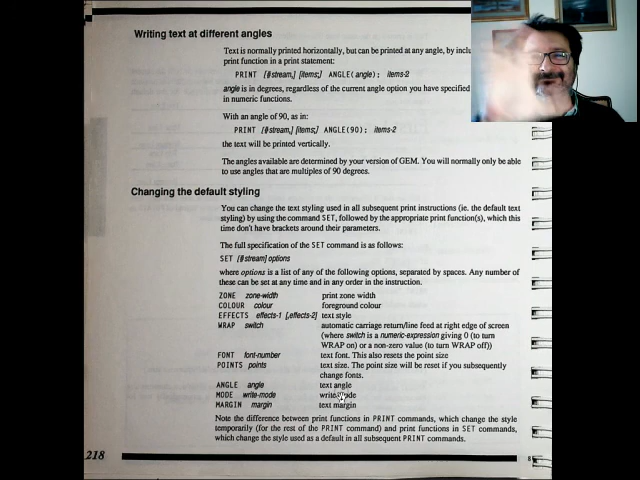 Writing text at different angles
Text is normally printed horizontally, but can be printed at any angle, by
print function in a print statement:
PRINT [#stream,] [items;] ANGLE(angle); items-2
angle is in degrees, regardless of the current angle option you have specified
in numeric functions.
With an angle of 90, as in:
PRINT [#stream,] [items;] ANGLE(90); items-2
the text will be printed vertically.
The angles available are determined by your version of GEM. You will normally only be able
to use angles that are multiples of 90 degrees.
Changing the default styling
You can change the text styling used in all subsequent print instructions (ie. the default text
styling) by using the command SET, followed by the appropriate print function(s), which this
time don't have brackets around their parameters.
The full specification of the SET command is as follows:
SET [#stream] options
where options is a list of any of the following options, separated by spaces. Any number of
these can be set at any time and in any order in the instruction.
ZONE zone-width print zone width
COLOUR colour foreground colour
EFFECTS effects-1 [,effects-2] text style
WRAP switch automatic carriage return/line feed at right edge of screen
(where switch is a numeric-expression giving 0 (to turn
WRAP on) or a non-zero value (to turn WRAP off))
FONT font-number text font. This also resets the point size
POINTS points text size. The point size will be reset if you subsequently
change fonts.
ANGLE angle text angle
MODE write-mode write mode
MARGIN margin text margin
Note the difference between print functions in PRINT commands, which change the style
temporarily (for the rest of the PRINT command) and print functions in SET commands,
which change the style used as a default in all subsequent PRINT commands.
218